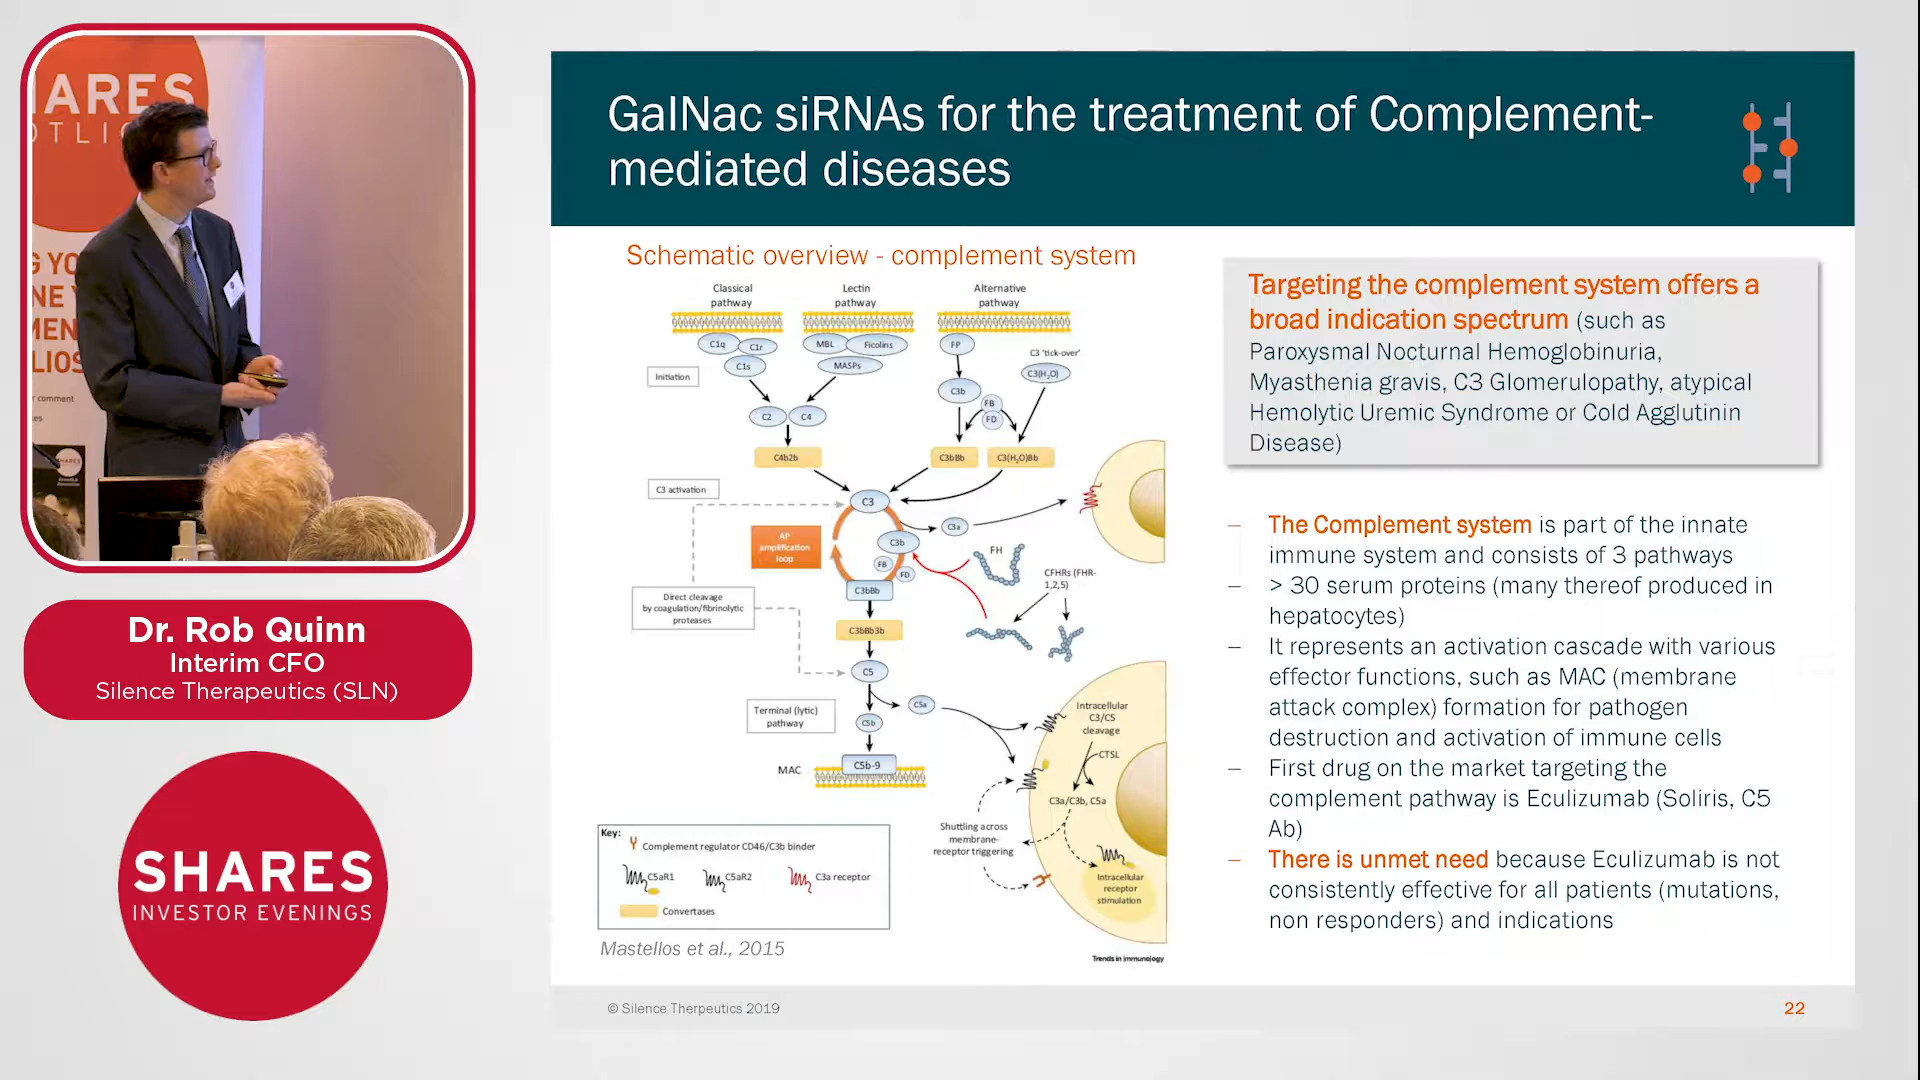 ARES
OTLIG
G YO
NE Y
MEN
LIOS
r comment
es.
SHARES
Dr. Rob Quinn
Interim CFO
Silence Therapeutics (SLN)
SHARES
INVESTOR EVENINGS
GalNac siRNAs for the treatment of Complement-
mediated diseases
Schematic overview - complement system
Classical
pathway
Lectin
pathway
Alternative
pathway
C1q
C1r
C1s
MBL
Ficolins
MASPs
FP
C3 'tick-over'
C3(H₂O)
Initiation
C3b
FB
FD
C2
C4
C4b2b
C3bBb
C3(H₂O)Bb
C3 activation
C3
C3a
AP
amplification
loop
C3b
FB
FD
FH
CFHRs (FHR-
1,2,5)
C3bBb
Direct cleavage
by coagulation/fibrinolytic
proteases
C3bBb3b
C5
C5a
Terminal (lytic)
pathway
C5b
MAC
C5b-9
Intracellular
C3/C5
cleavage
CTSL
C3a/C3b, C5a
Shuttling across
membrane-
receptor triggering
Intracellular
receptor
stimulation
Key:
Complement regulator CD46/C3b binder
C5aR1
C5aR2
C3a receptor
Convertases
Mastellos et al., 2015
Trends in Immunology
Targeting the complement system offers a
broad indication spectrum (such as
Paroxysmal Nocturnal Hemoglobinuria,
Myasthenia gravis, C3 Glomerulopathy, atypical
Hemolytic Uremic Syndrome or Cold Agglutinin
Disease)
– The Complement system is part of the innate
immune system and consists of 3 pathways
– > 30 serum proteins (many thereof produced in
hepatocytes)
– It represents an activation cascade with various
effector functions, such as MAC (membrane
attack complex) formation for pathogen
destruction and activation of immune cells
– First drug on the market targeting the
complement pathway is Eculizumab (Soliris, C5
Ab)
– There is unmet need because Eculizumab is not
consistently effective for all patients (mutations,
non responders) and indications
© Silence Therpeutics 2019
22